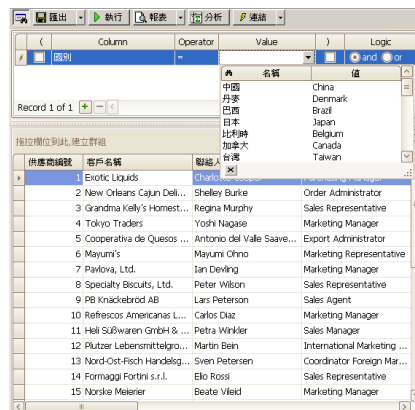 匯出 執行 報表 分析 連結
( Column Operator Value ) Logic
國別 = and or
名稱 值
中國 China
丹麥 Denmark
巴西 Brazil
日本 Japan
比利時 Belgium
加拿大 Canada
台灣 Taiwan
Record 1 of 1
拖拉欄位到此,建立群組
供應商編號 客戶名稱 聯絡人
1 Exotic Liquids
2 New Orleans Cajun Deli... Shelley Burke Order Administrator
3 Grandma Kelly's Homest... Regina Murphy Sales Representative
4 Tokyo Traders Yoshi Nagase Marketing Manager
5 Cooperativa de Quesos ... Antonio del Valle Saave... Export Administrator
6 Mayumi's Mayumi Ohno Marketing Representative
7 Pavlova, Ltd. Ian Devling Marketing Manager
8 Specialty Biscuits, Ltd. Peter Wilson Sales Representative
9 PB Knäckebröd AB Lars Peterson Sales Agent
10 Refrescos Americanas L... Carlos Diaz Marketing Manager
11 Heli Süßwaren GmbH & ... Petra Winkler Sales Manager
12 Plutzer Lebensmittelgro... Martin Bein International Marketing ...
13 Nord-Ost-Fisch Handelsg... Sven Petersen Coordinator Foreign Mar...
14 Formaggi Fortini s.r.l. Elio Rossi Sales Representative
15 Norske Meierier Beate Vileid Marketing Manager